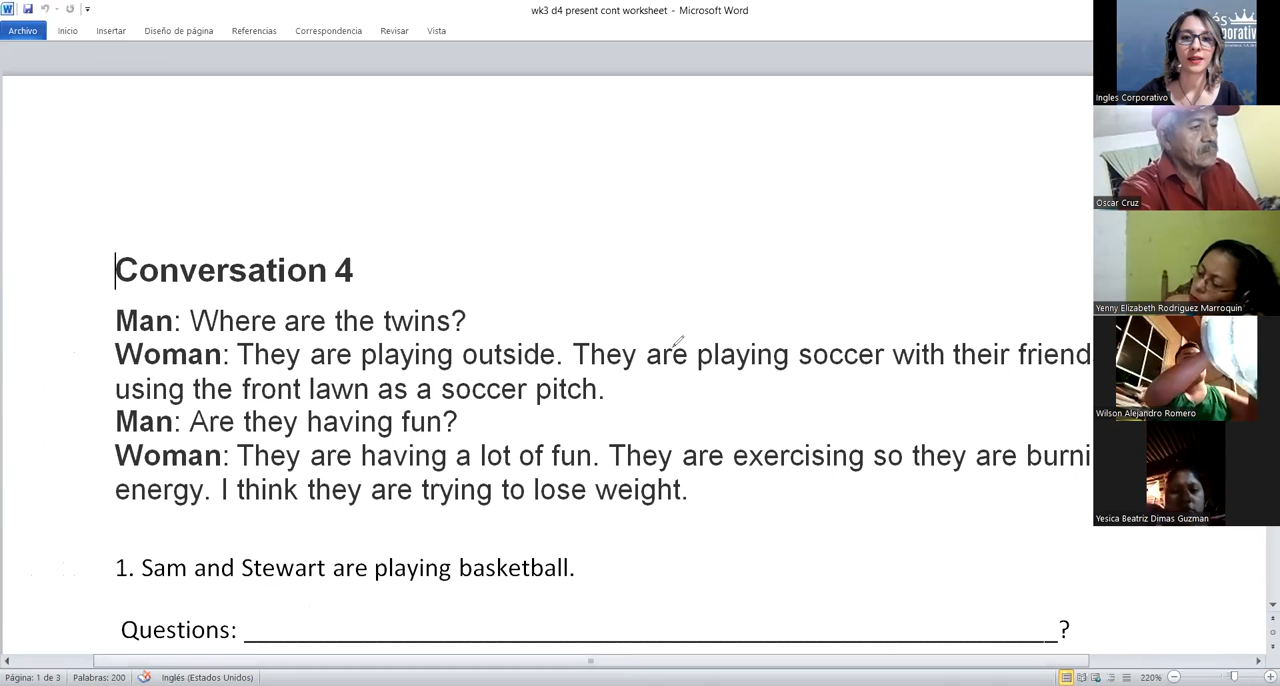 wk3 d4 present cont worksheet - Microsoft Word
Archivo Inicio Insertar Diseño de página Referencias Correspondencia Revisar Vista
Conversation 4
Man: Where are the twins?
Woman: They are playing outside. They are playing soccer with their
using the front lawn as a soccer pitch.
Man: Are they having fun?
Woman: They are having a lot of fun. They are exercising so they are
energy. I think they are trying to lose weight.
1. Sam and Stewart are playing basketball.
Questions: ?
Página: 1 de 3 Palabras: 200 Inglés (Estados Unidos) 220%
Ingles Corporativo
Oscar Cruz
Yenny Elizabeth Rodriguez Marroquin
Wilson Alejandro Romero
Yesica Beatriz Dimas Guzman